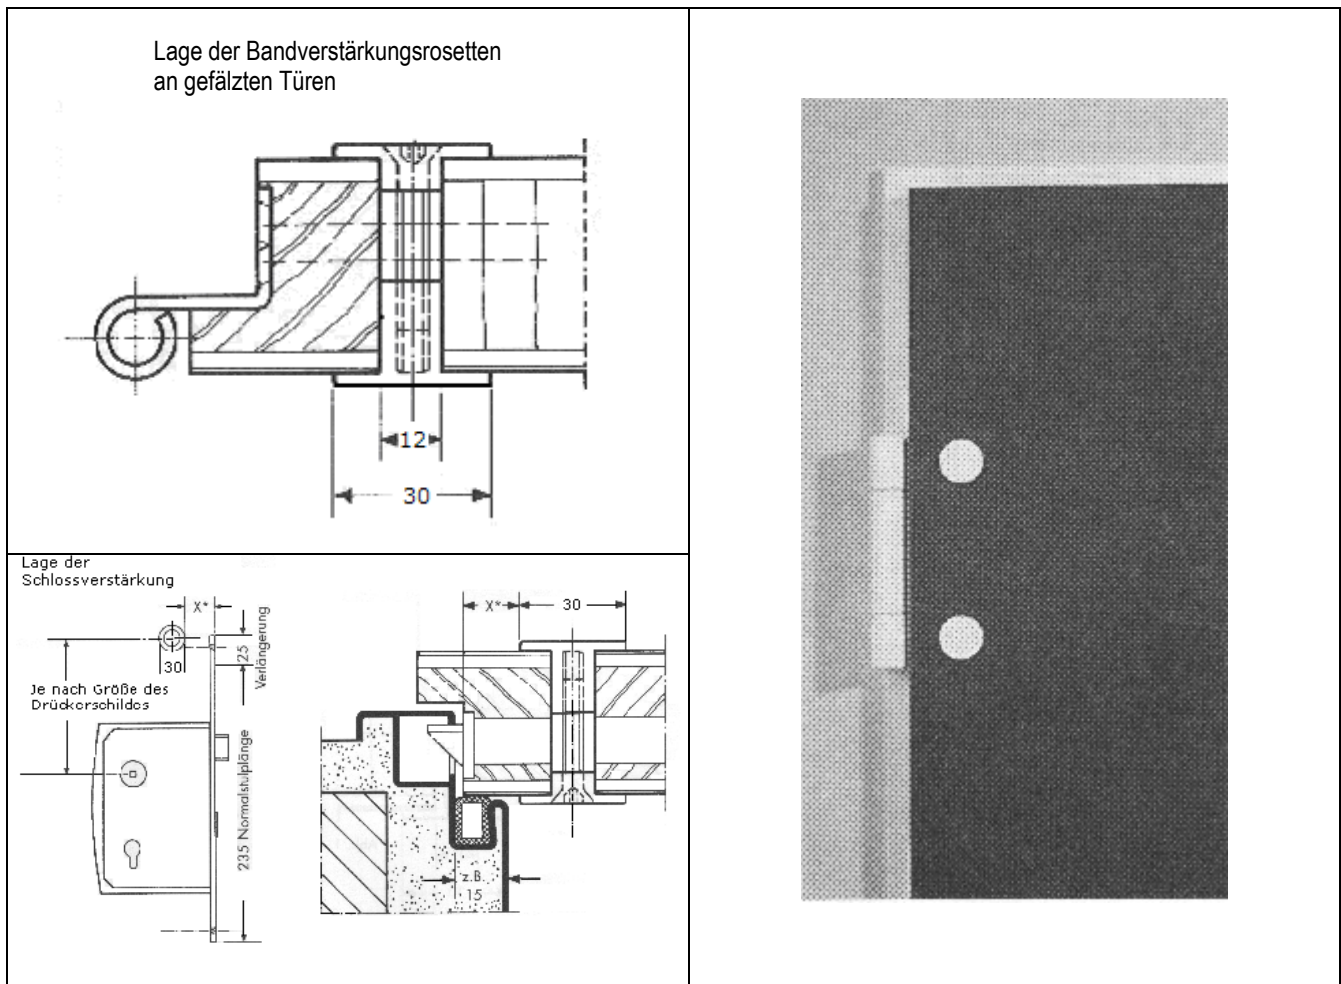 Lage der Bandverstärkungsrosetten
an gefälzten Türen
12
30
Lage der
Schlossverstärkung
X*
25
Verlängerung
30
Je nach Größe des
Drückerschildes
235 Normalstulplänge
X*
30
z.B.
15